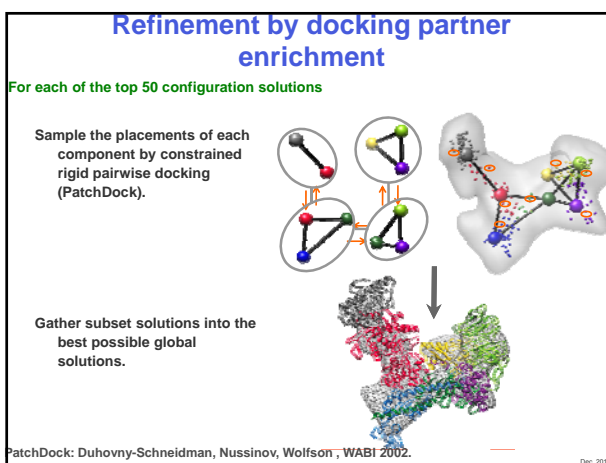 Refinement by docking partner
enrichment
For each of the top 50 configuration solutions
Sample the placements of each
component by constrained
rigid pairwise docking
(PatchDock).
Gather subset solutions into the
best possible global
solutions.
PatchDock: Duhovny-Schneidman, Nussinov, Wolfson , WABI 2002.
Dec, 201